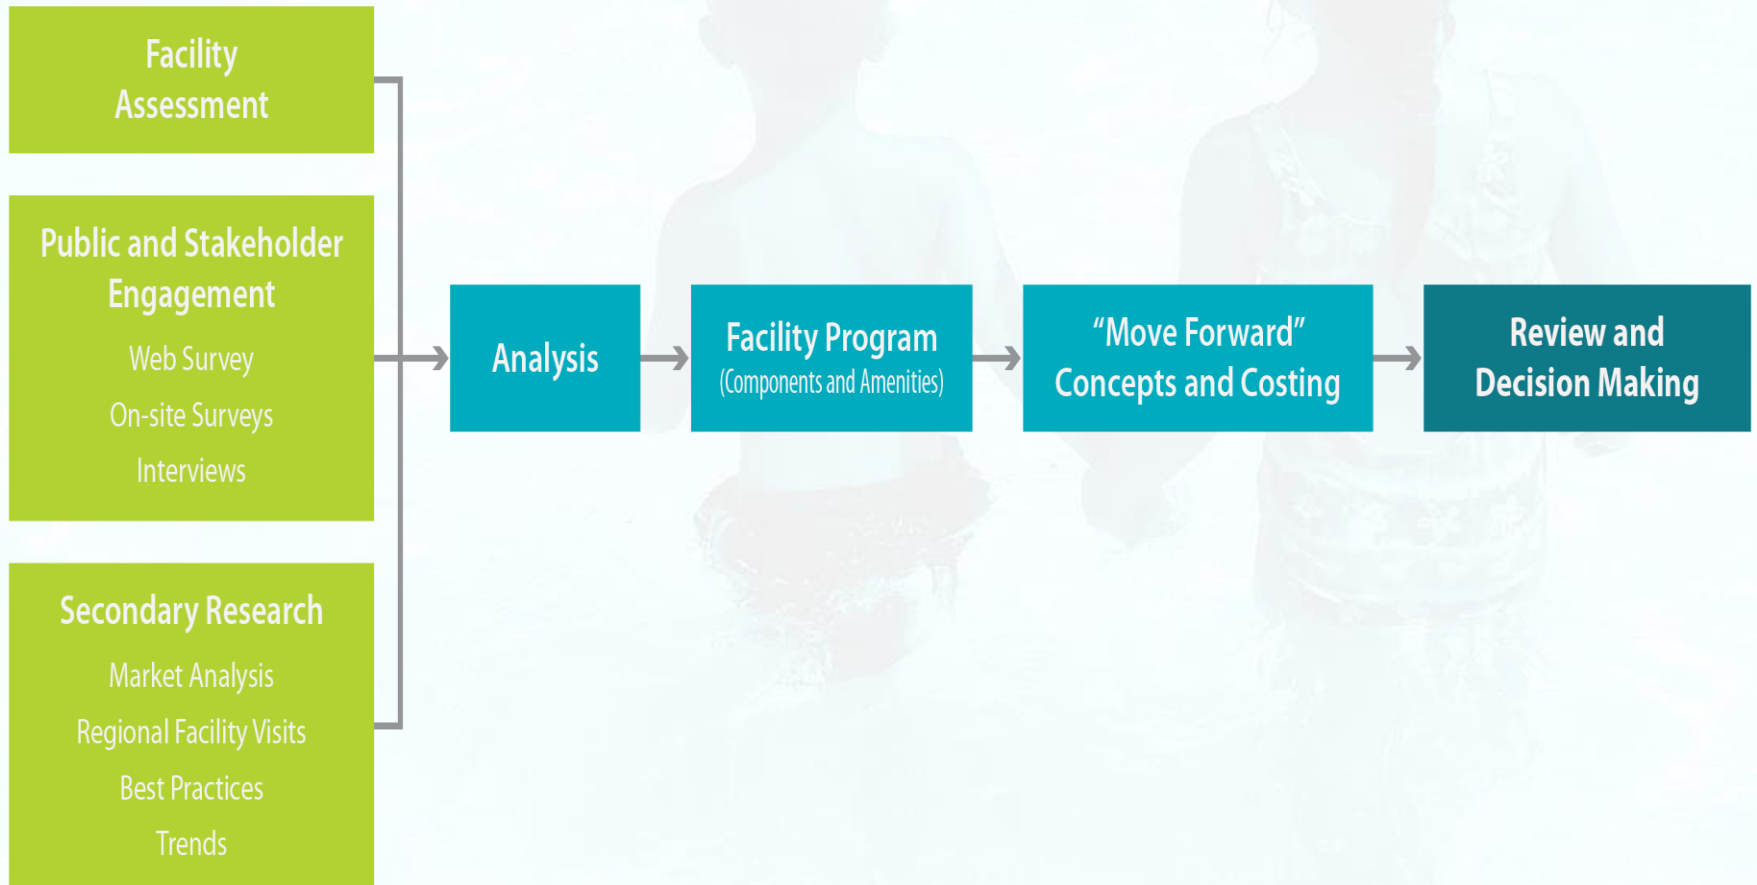 Facility
Assessment
Public and Stakeholder
Engagement
Web Survey
On-site Surveys
Interviews
Secondary Research
Market Analysis
Regional Facility Visits
Best Practices
Trends
Analysis
Facility Program
(Components and Amenities)
“Move Forward”
Concepts and Costing
Review and
Decision Making